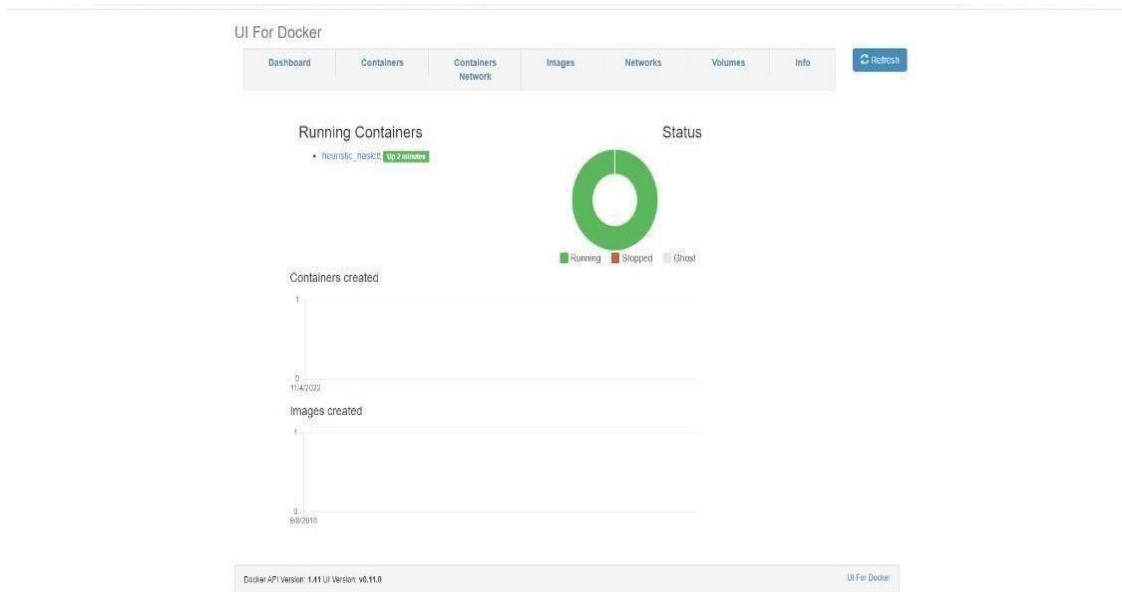 UI For Docker
Dashboard Containers Containers Network Images Networks Volumes Info Refresh
Running Containers
heuristic_haslett Up 2 minutes
Status
Running Stopped Ghost
Containers created
1
0
11/4/2022
Images created
1
0
Docker API Version: 1.41 UI Version: v0.11.0
UI For Docker